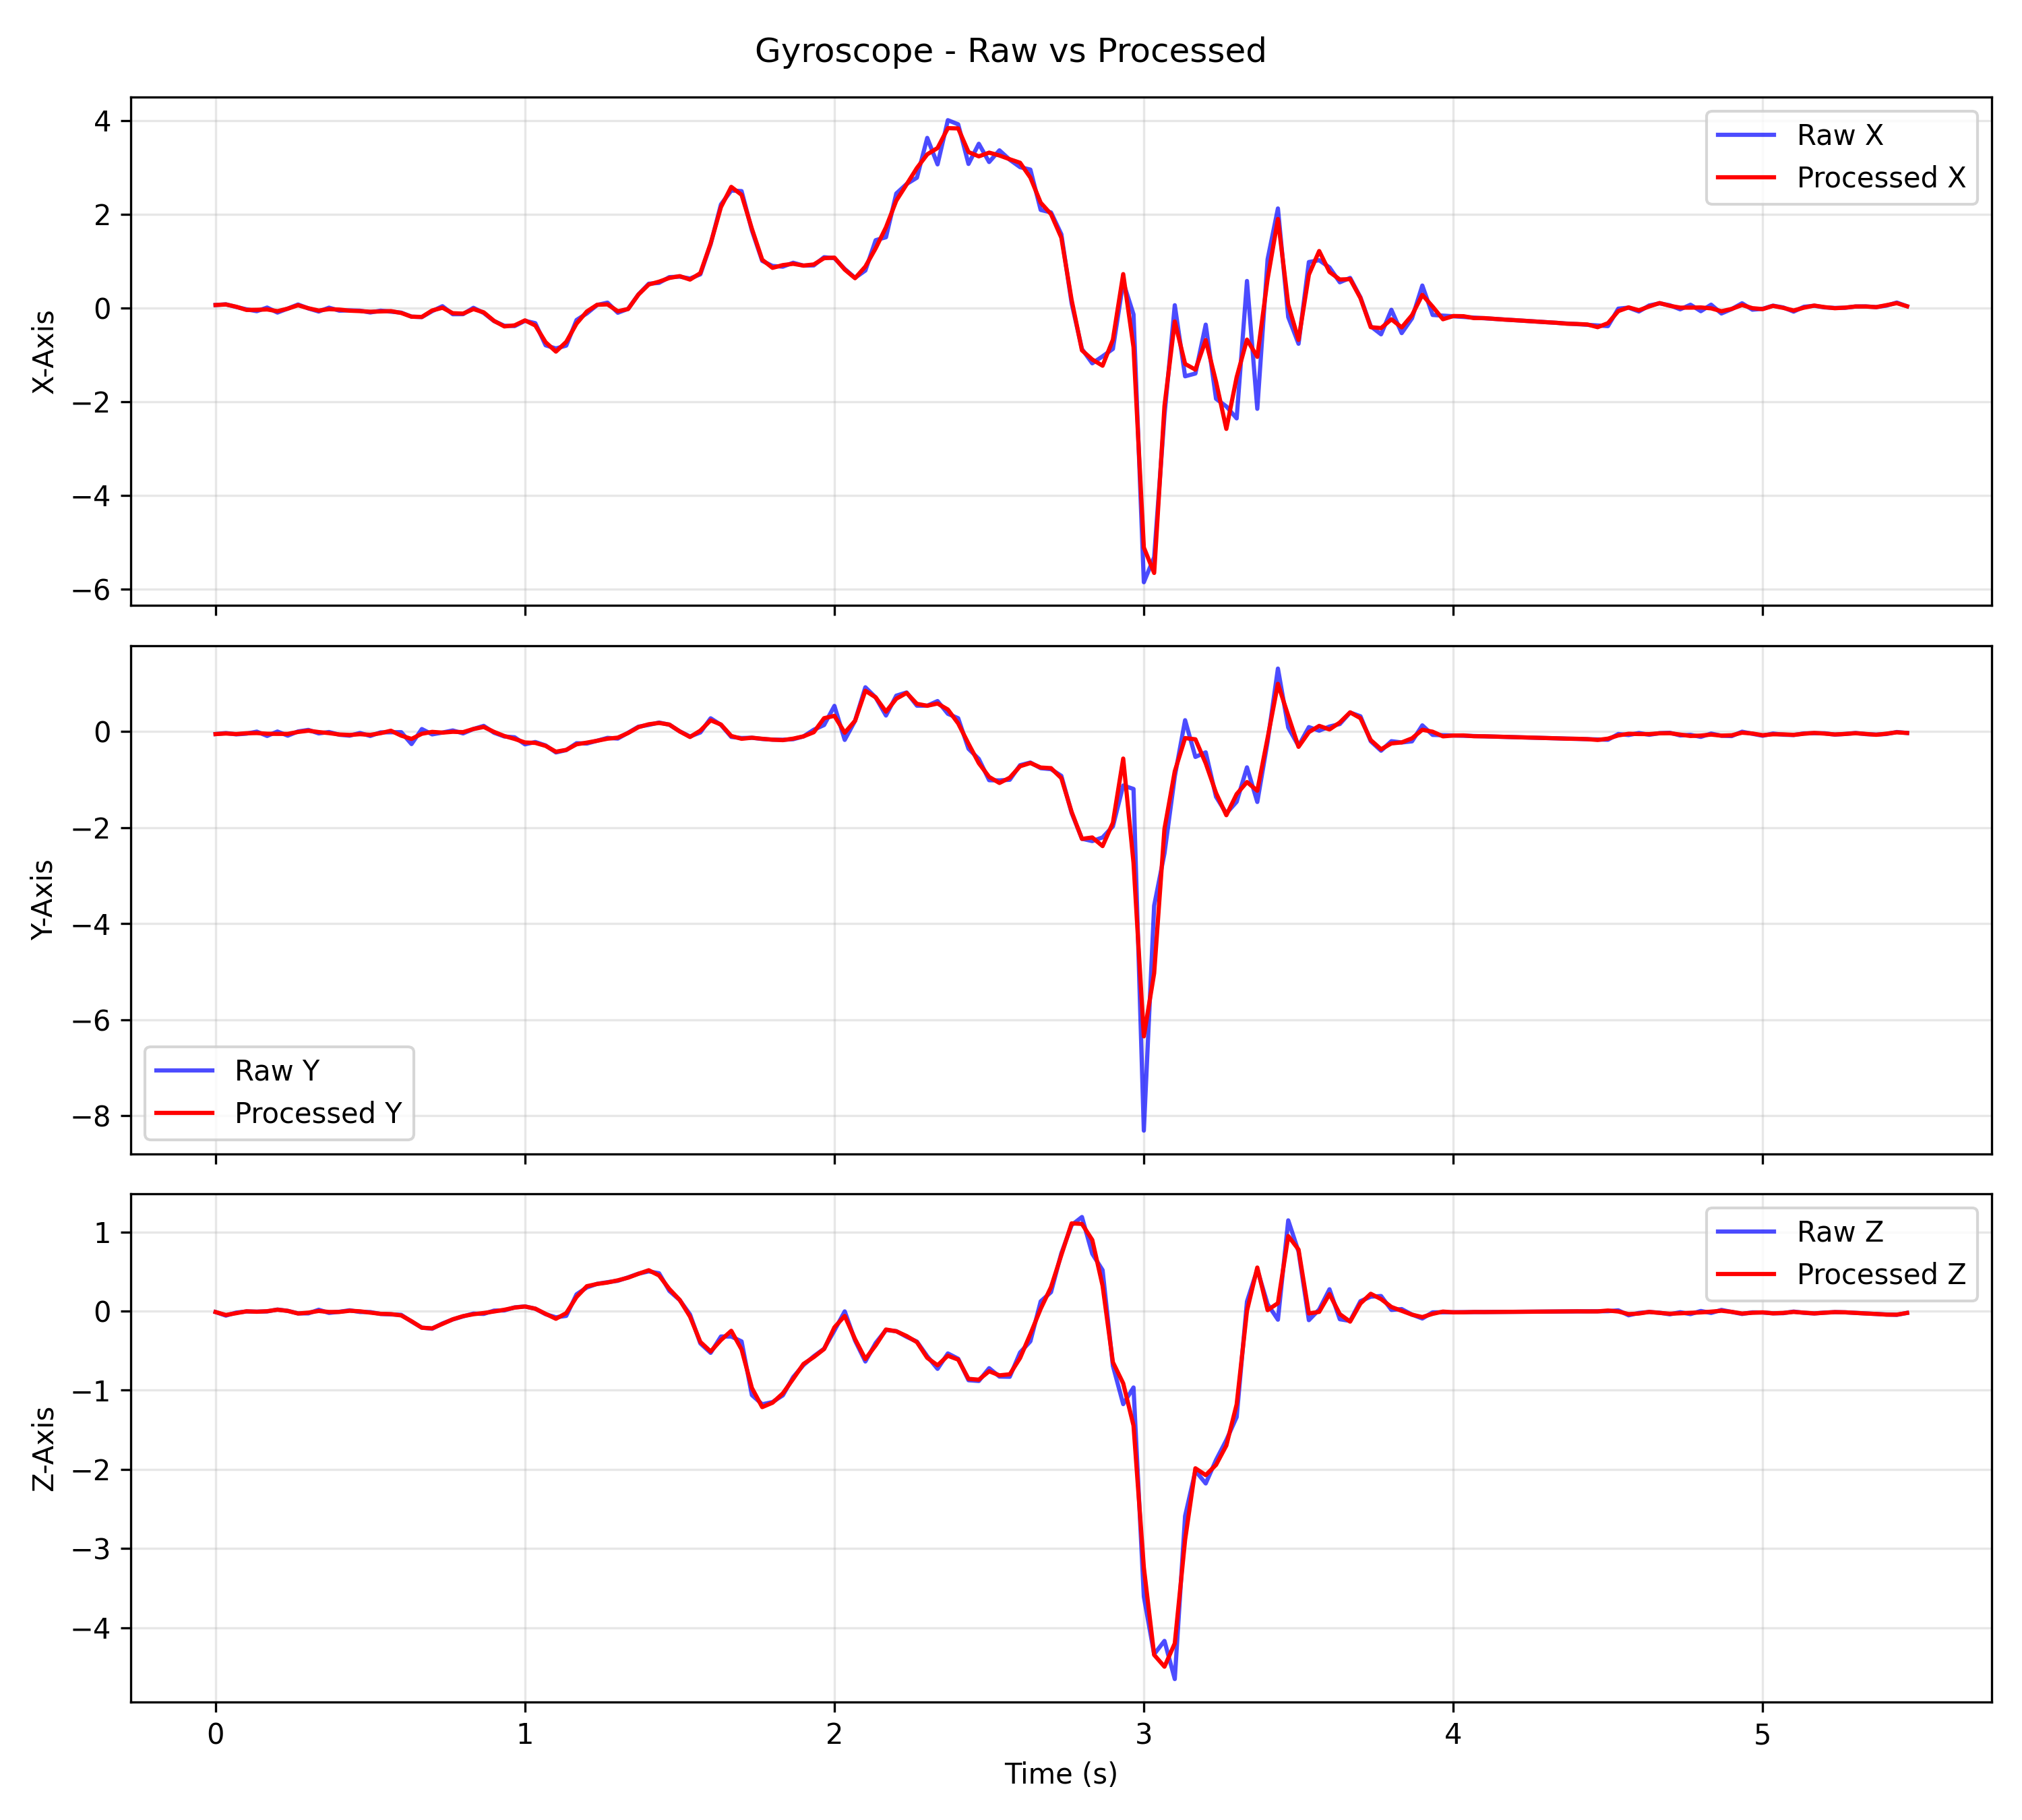 Gyroscope - Raw vs Processed
4
2
0
−2
−4
−6
X-Axis
Raw X
Processed X
0
−2
−4
−6
−8
Y-Axis
Raw Y
Processed Y
1
0
−1
−2
−3
−4
Z-Axis
Raw Z
Processed Z
0 1 2 3 4 5
Time (s)